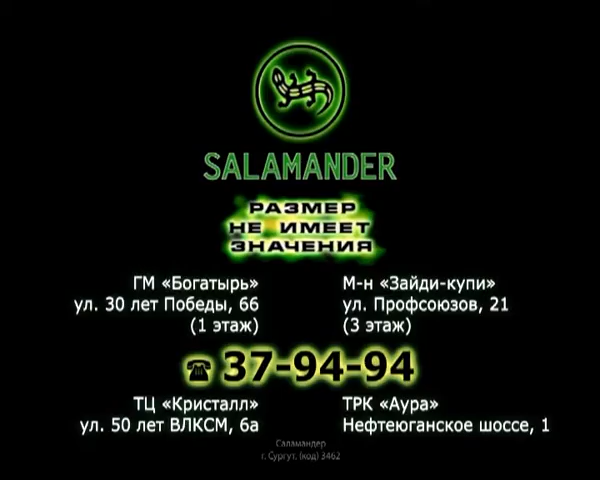 SALAMANDER
РАЗМЕР
НЕ ИМЕЕТ
ЗНАЧЕНИЯ
ГМ «Богатырь»
ул. 30 лет Победы, 66
(1 этаж)
М-н «Зайди-купи»
ул. Профсоюзов, 21
(3 этаж)
37-94-94
ТЦ «Кристалл»
ул. 50 лет ВЛКСМ, 6а
ТРК «Аура»
Нефтеюганское шоссе, 1
Саламандер
г. Сургут, (код) 3462